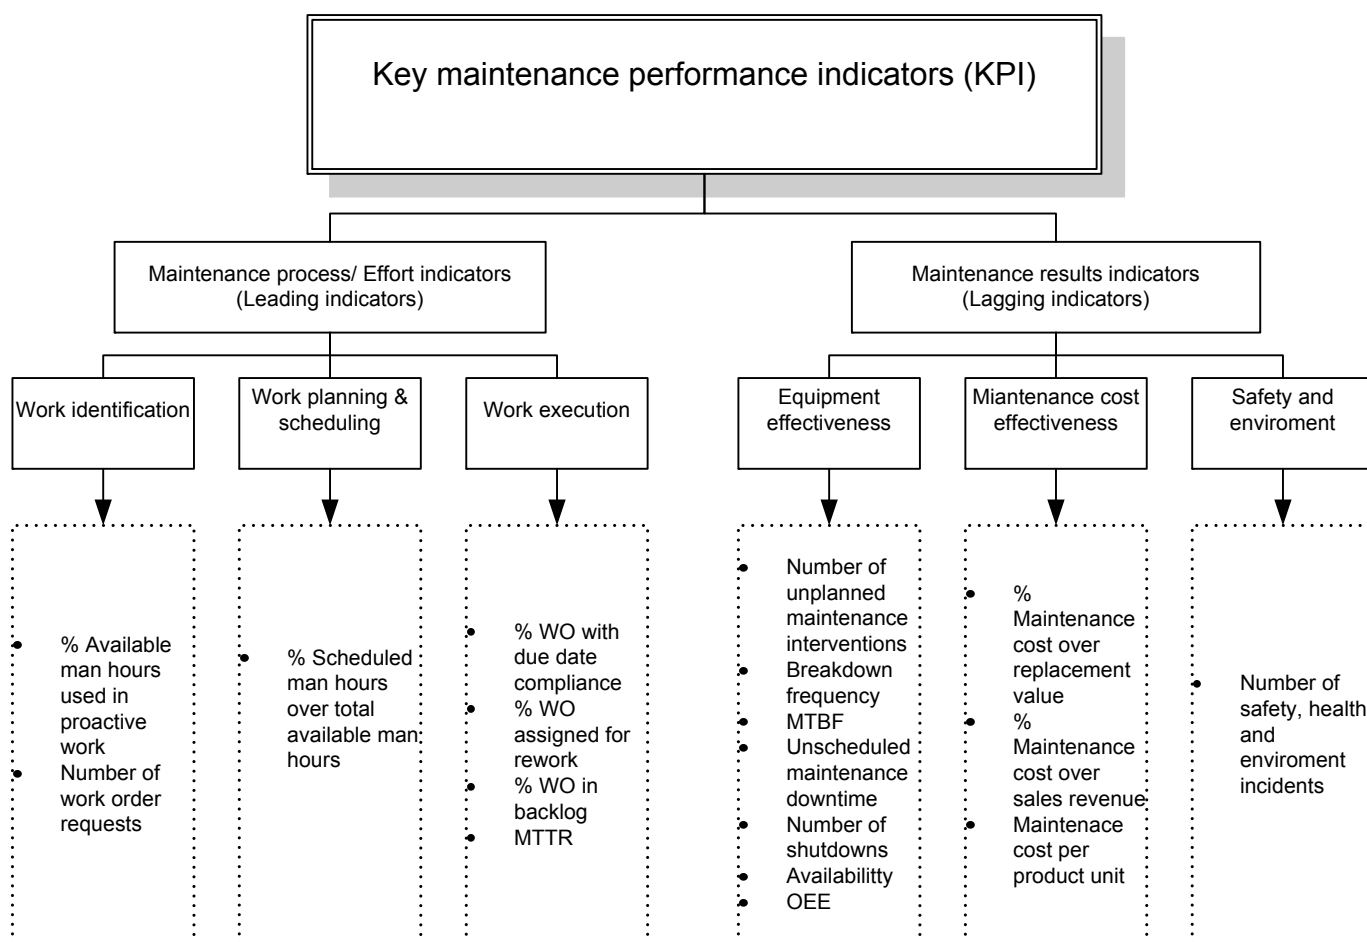 Key maintenance performance indicators (KPI)
Maintenance process/ Effort indicators
(Leading indicators)
Maintenance results indicators
(Lagging indicators)
Work identification
Work planning &
scheduling
Work execution
Equipment
effectiveness
Miantenance cost
effectiveness
Safety and
enviroment
• % Available
man hours
used in
proactive
work
• Number of
work order
requests
• % Scheduled
man hours
over total
available man
hours
• % WO with
due date
compliance
• % WO
assigned for
rework
• % WO in
backlog
• MTTR
• Number of
unplanned
maintenance
interventions
• Breakdown
frequency
• MTBF
• Unscheduled
maintenance
downtime
• Number of
shutdowns
• Availabilitty
• OEE
• %
Maintenance
cost over
replacement
value
• %
Maintenance
cost over
sales revenue
• Maintenace
cost per
product unit
• Number of
safety, health
and
enviroment
incidents